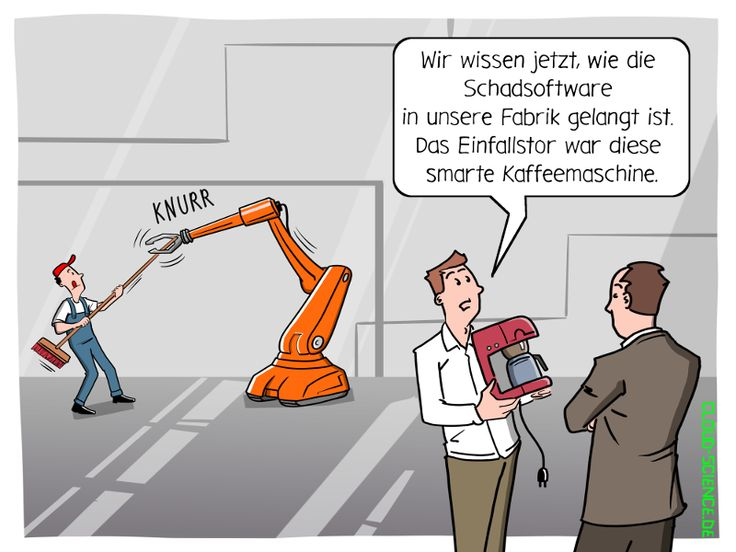 Wir wissen jetzt, wie die
Schadsoftware
in unsere Fabrik gelangt ist.
Das Einfallstor war diese
smarte Kaffeemaschine.
KNURR
CLOUD-SCIENCE.DE